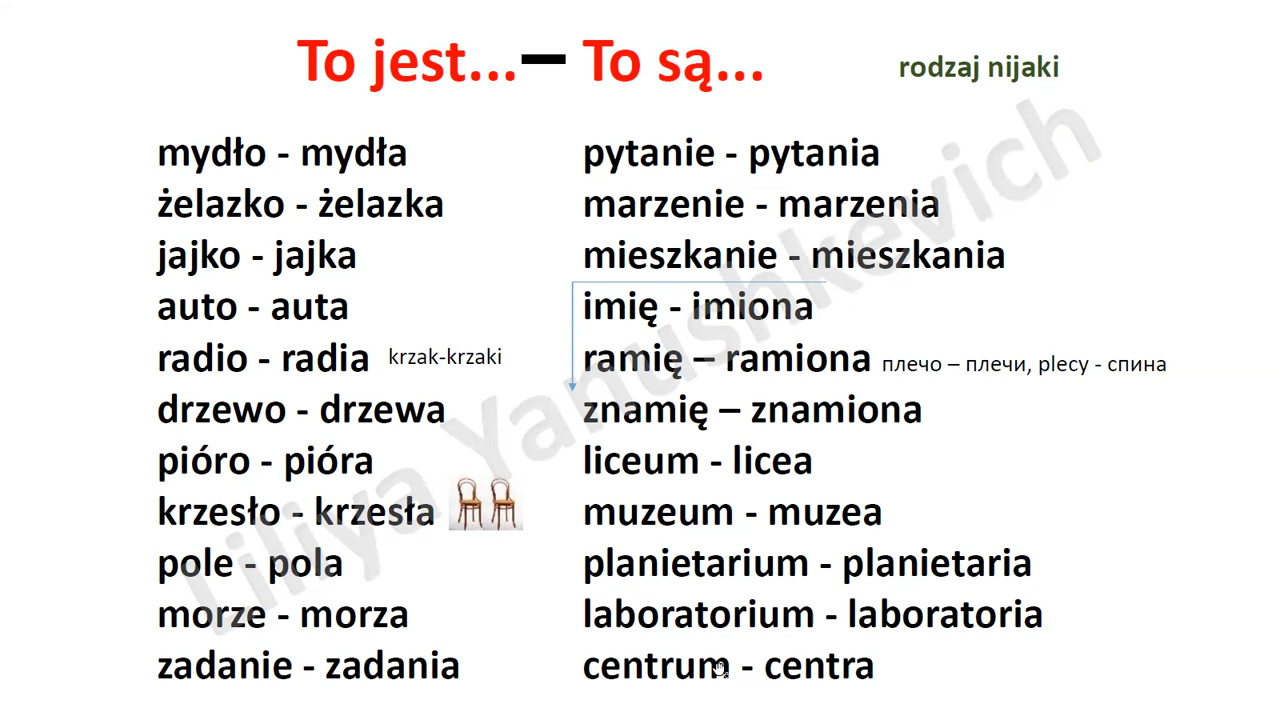 To jest... – To są...
rodzaj nijaki
mydło - mydła
żelazko - żelazka
jajko - jajka
auto - auta
radio - radia krzak-krzaki
drzewo - drzewa
pióro - pióra
krzesło - krzesła
pole - pola
morze - morza
zadanie - zadania
pytanie - pytania
marzenie - marzenia
mieszkanie - mieszkania
imię - imiona
ramię – ramiona плечо – плечи, plecy - спина
znamię – znamiona
liceum - licea
muzeum - muzea
planietarium - planietaria
laboratorium - laboratoria
centrum - centra
Liliya Yanushkevich